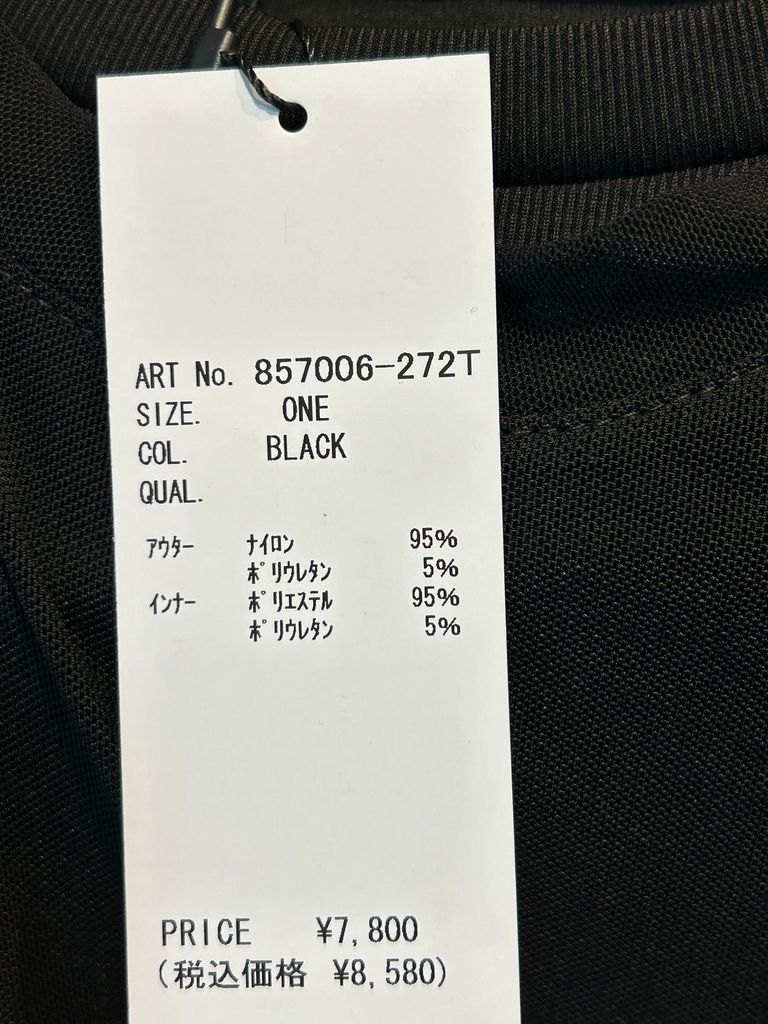 ART No. 857006-272T
SIZE. ONE
COL. BLACK
QUAL.
ｱｳﾀｰ ﾅｲﾛﾝ 95%
ﾎﾟﾘｳﾚﾀﾝ 5%
ｲﾝﾅｰ ﾎﾟﾘｴｽﾃﾙ 95%
ﾎﾟﾘｳﾚﾀﾝ 5%
PRICE ¥7,800
(税込価格 ¥8,580)